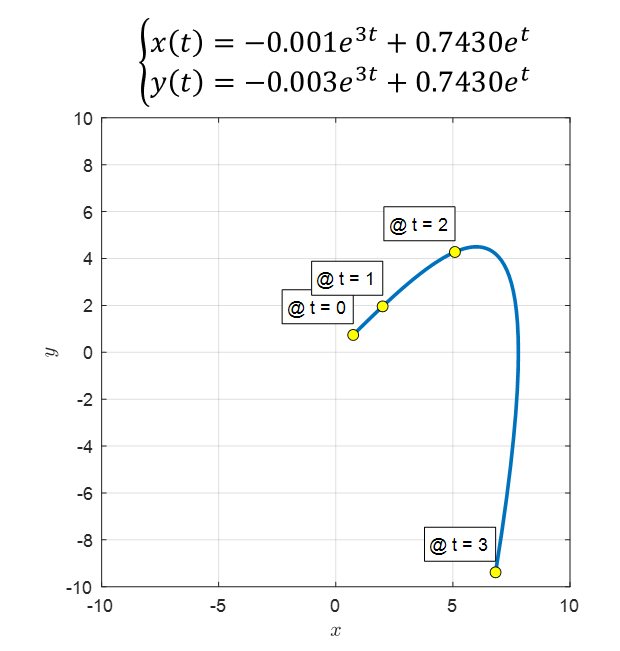 x(t) = −0.001e^{3t} + 0.7430e^{t}
y(t) = −0.003e^{3t} + 0.7430e^{t}
10
8
6
@ t = 2
4
@ t = 1
2
@ t = 0
y
0
-2
-4
-6
-8
@ t = 3
-10
-10 -5 0 5 10
x